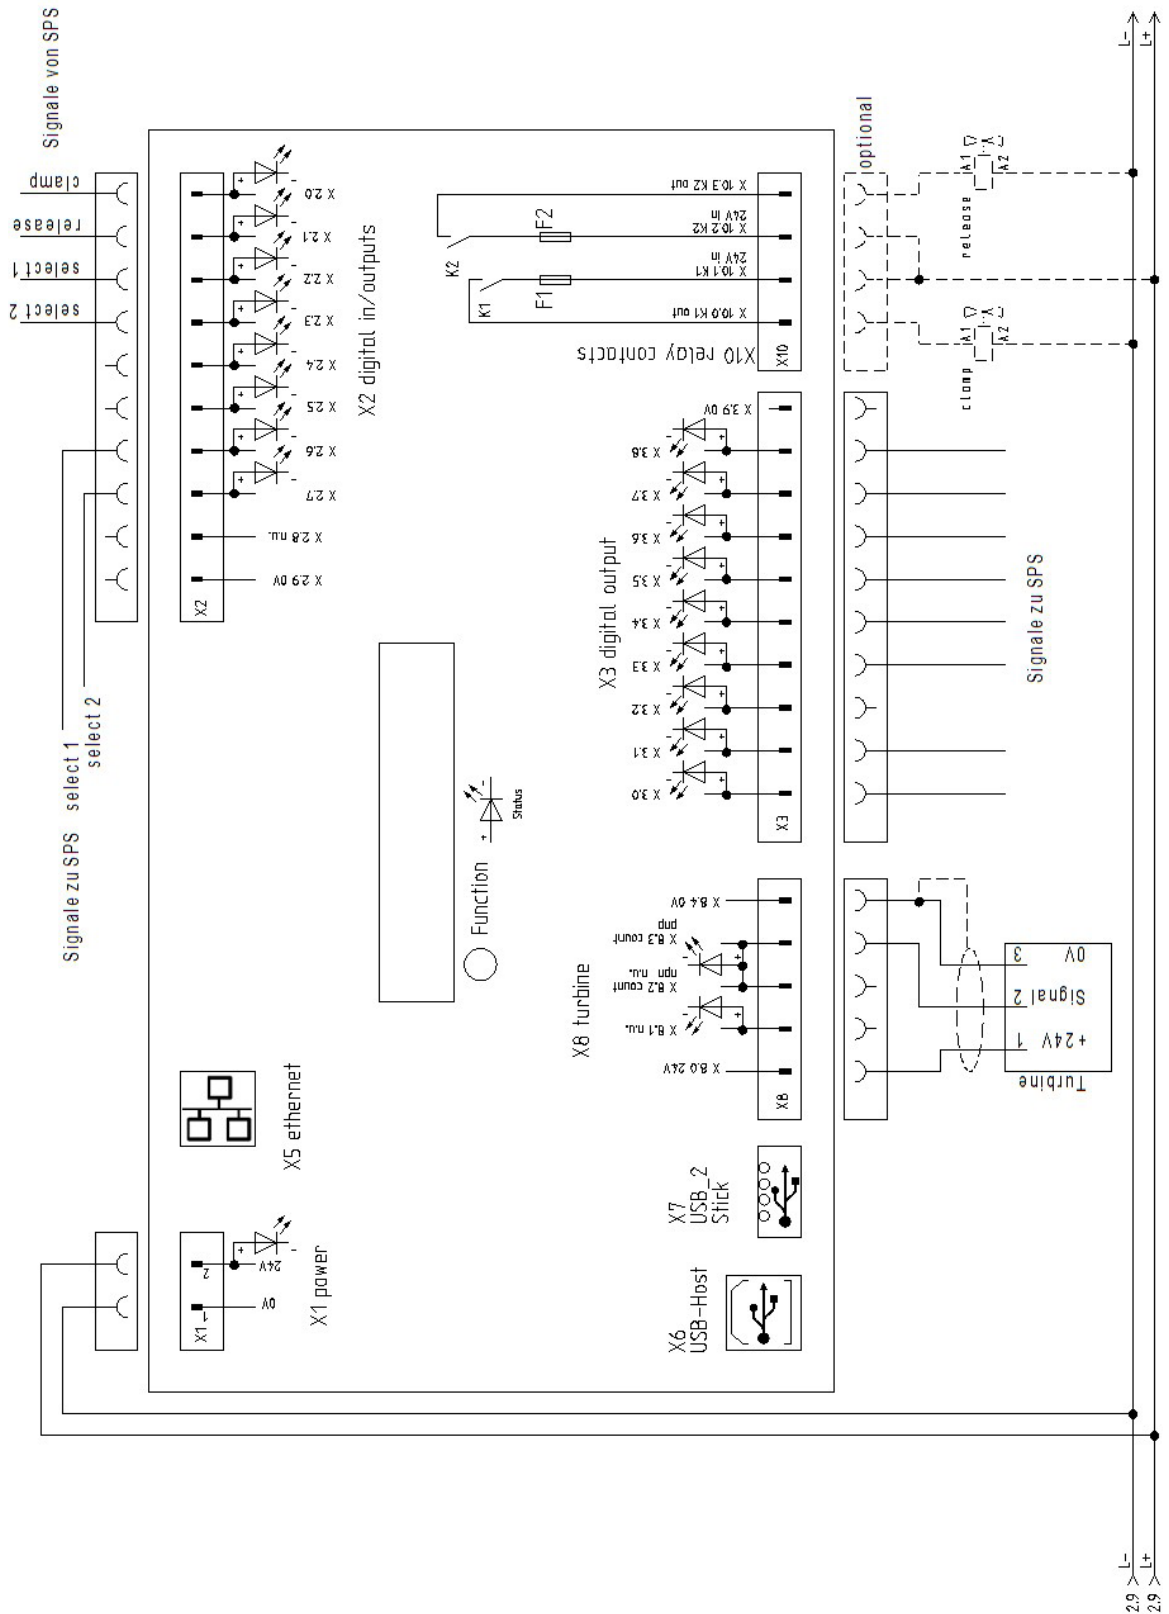 Signale von SPS
clamp
release
select 1
select 2
Signale zu SPS
select 1
select 2
X 2.0
X 2.1
X 2.2
X 2.3
X 2.4
X 2.5
X 2.6
X 2.7
X 2.8 n.u.
X 2.9 0V
X2
X2 digital in/outputs
X 10.3 K2 out
24V in
X 10.2 K2
24V in
X 10.1 K1
X 10.0 K1 out
K2
K1
F2
F1
X10 relay contacts
X10
optional
release
A1
A2
clamp
A1
A2
L-
L+
X 3.9 0V
X 3.8
X 3.7
X 3.6
X 3.5
X 3.4
X 3.3
X 3.2
X 3.1
X 3.0
X3
X3 digital output
Signale zu SPS
Status
Function
X8 turbine
X 8.4 0V
pnp
X 8.3 count
npn n.u.
X 8.2 count
X 8.1 n.u.
X 8.0 24V
X8
3 0V
2 Signal
1 +24V
Turbine
X5 ethernet
X7
USB_2
Stick
X6
USB-Host
X1
2
1
24V
0V
X1 power
L-
L+
2.9
2.9